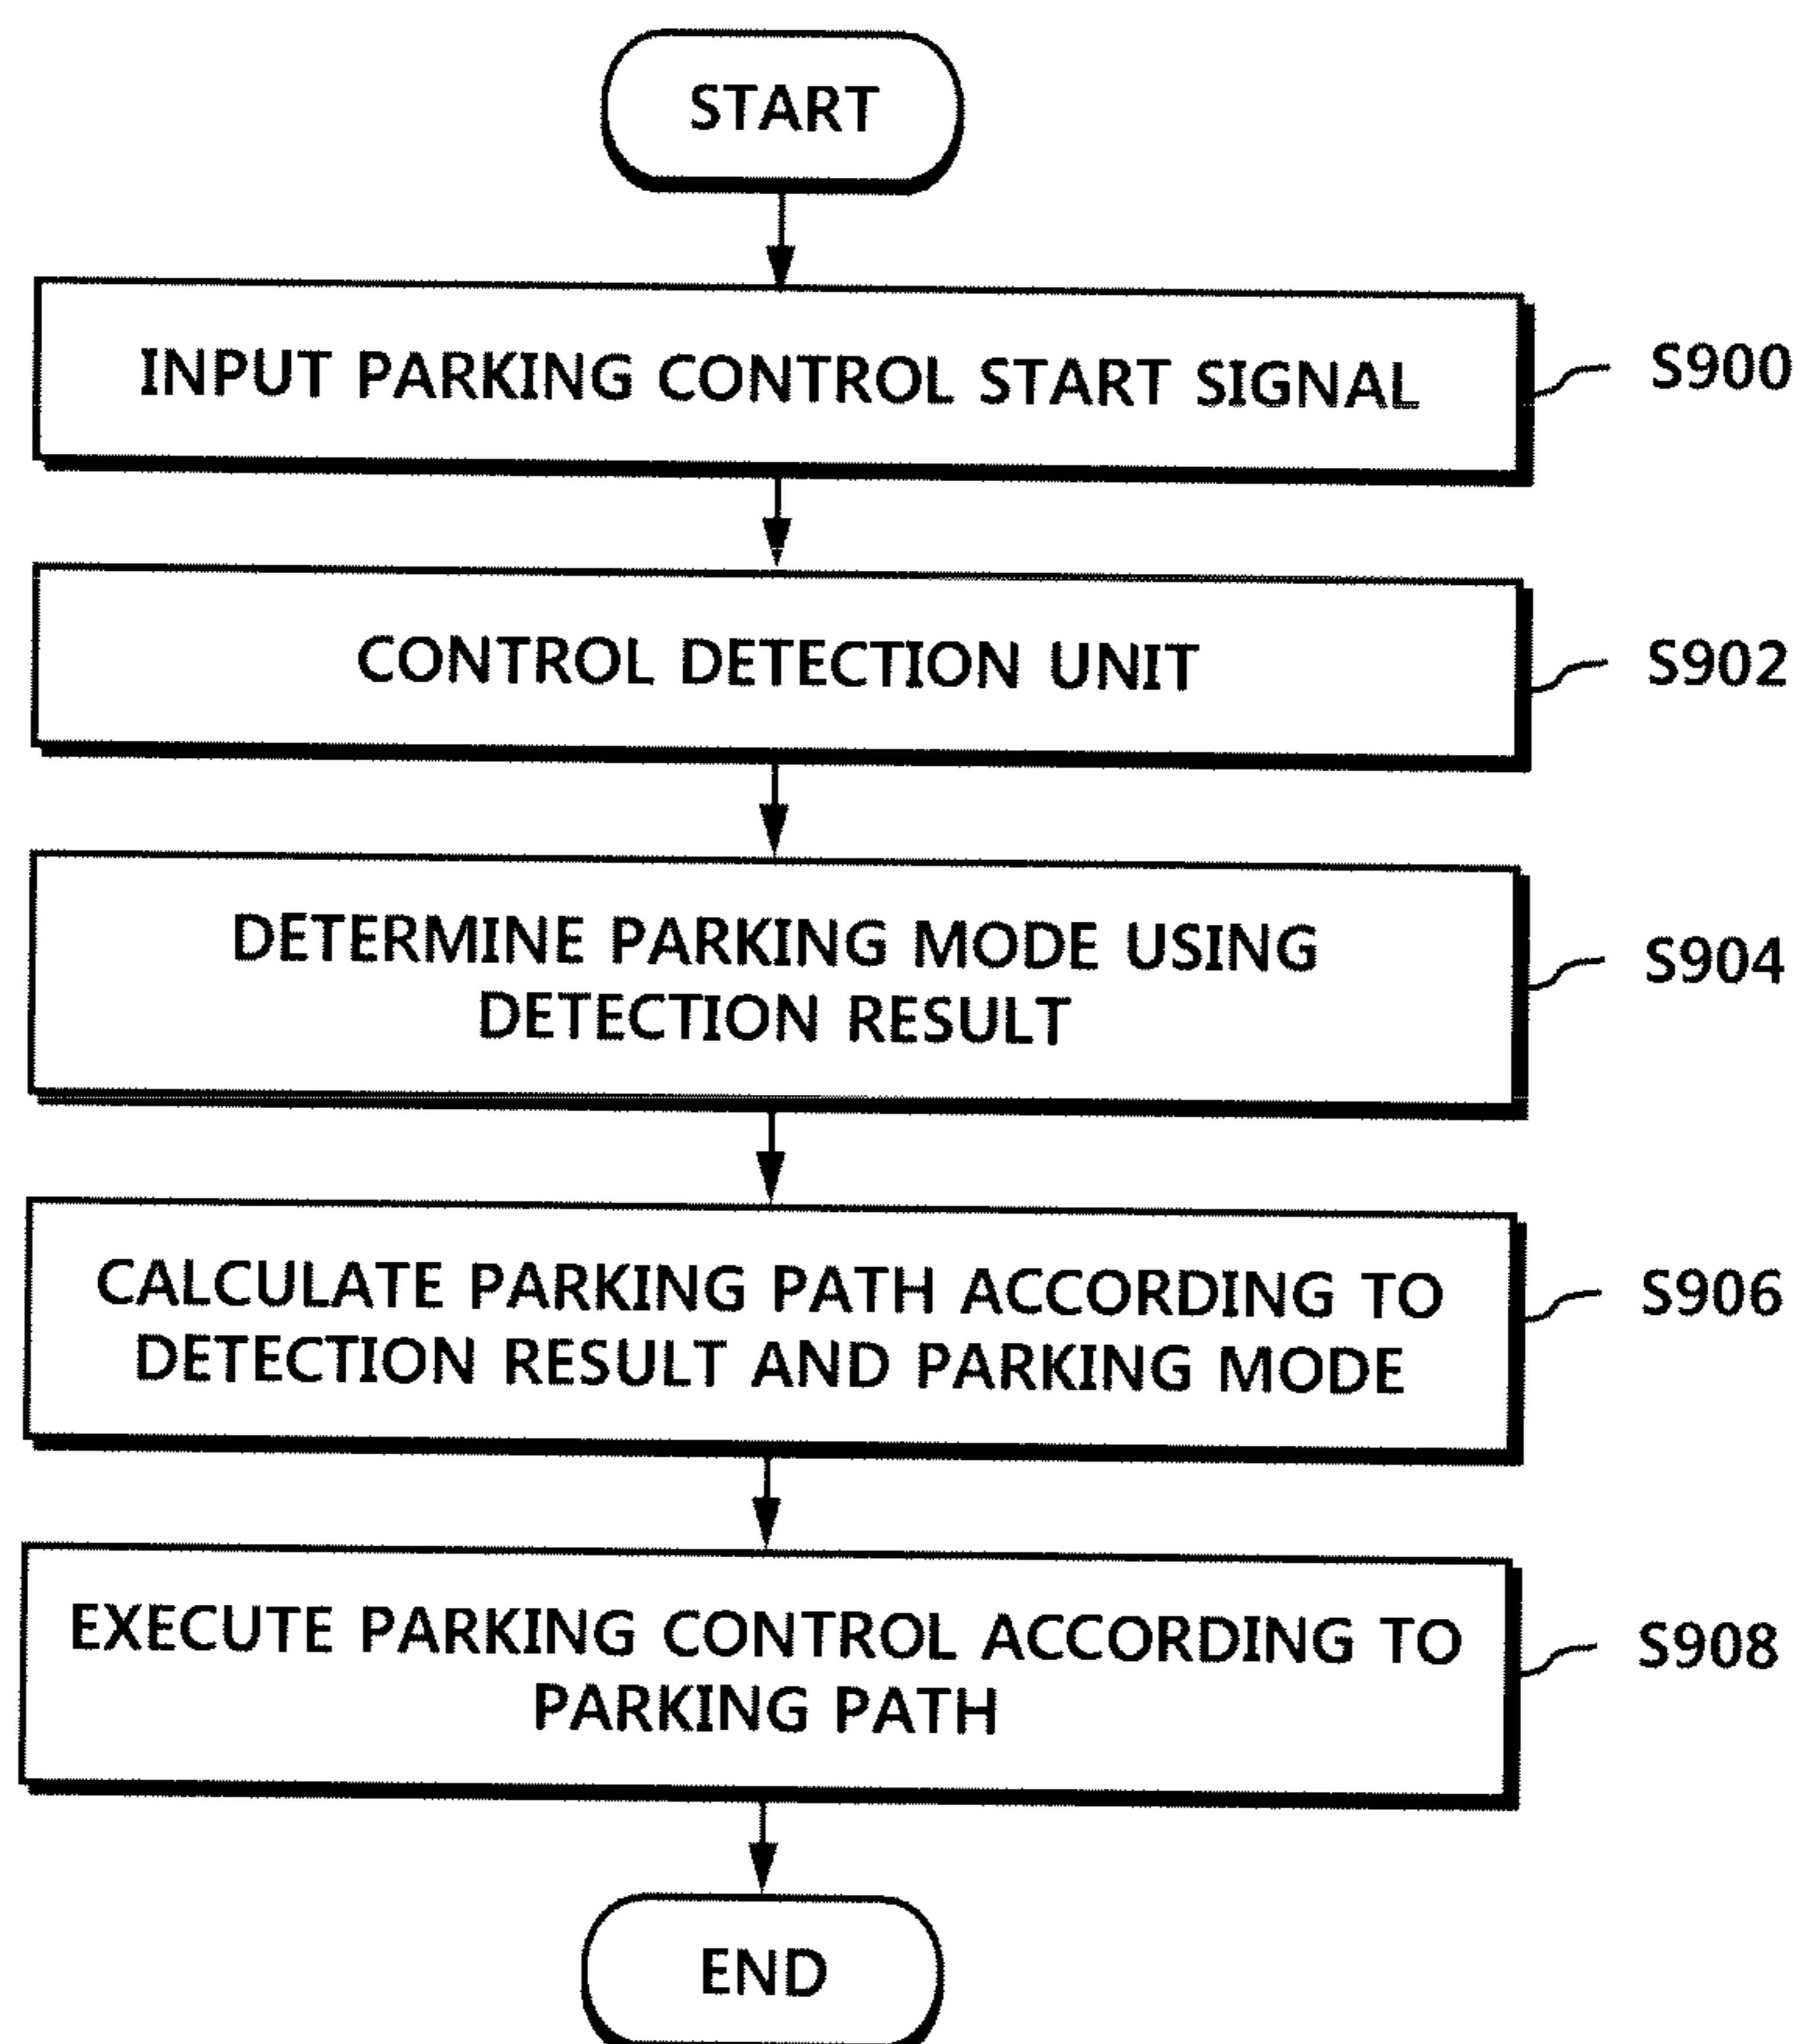 START
INPUT PARKING CONTROL START SIGNAL
S900
CONTROL DETECTION UNIT
S902
DETERMINE PARKING MODE USING
DETECTION RESULT
S904
CALCULATE PARKING PATH ACCORDING TO
DETECTION RESULT AND PARKING MODE
S906
EXECUTE PARKING CONTROL ACCORDING TO
PARKING PATH
S908
END